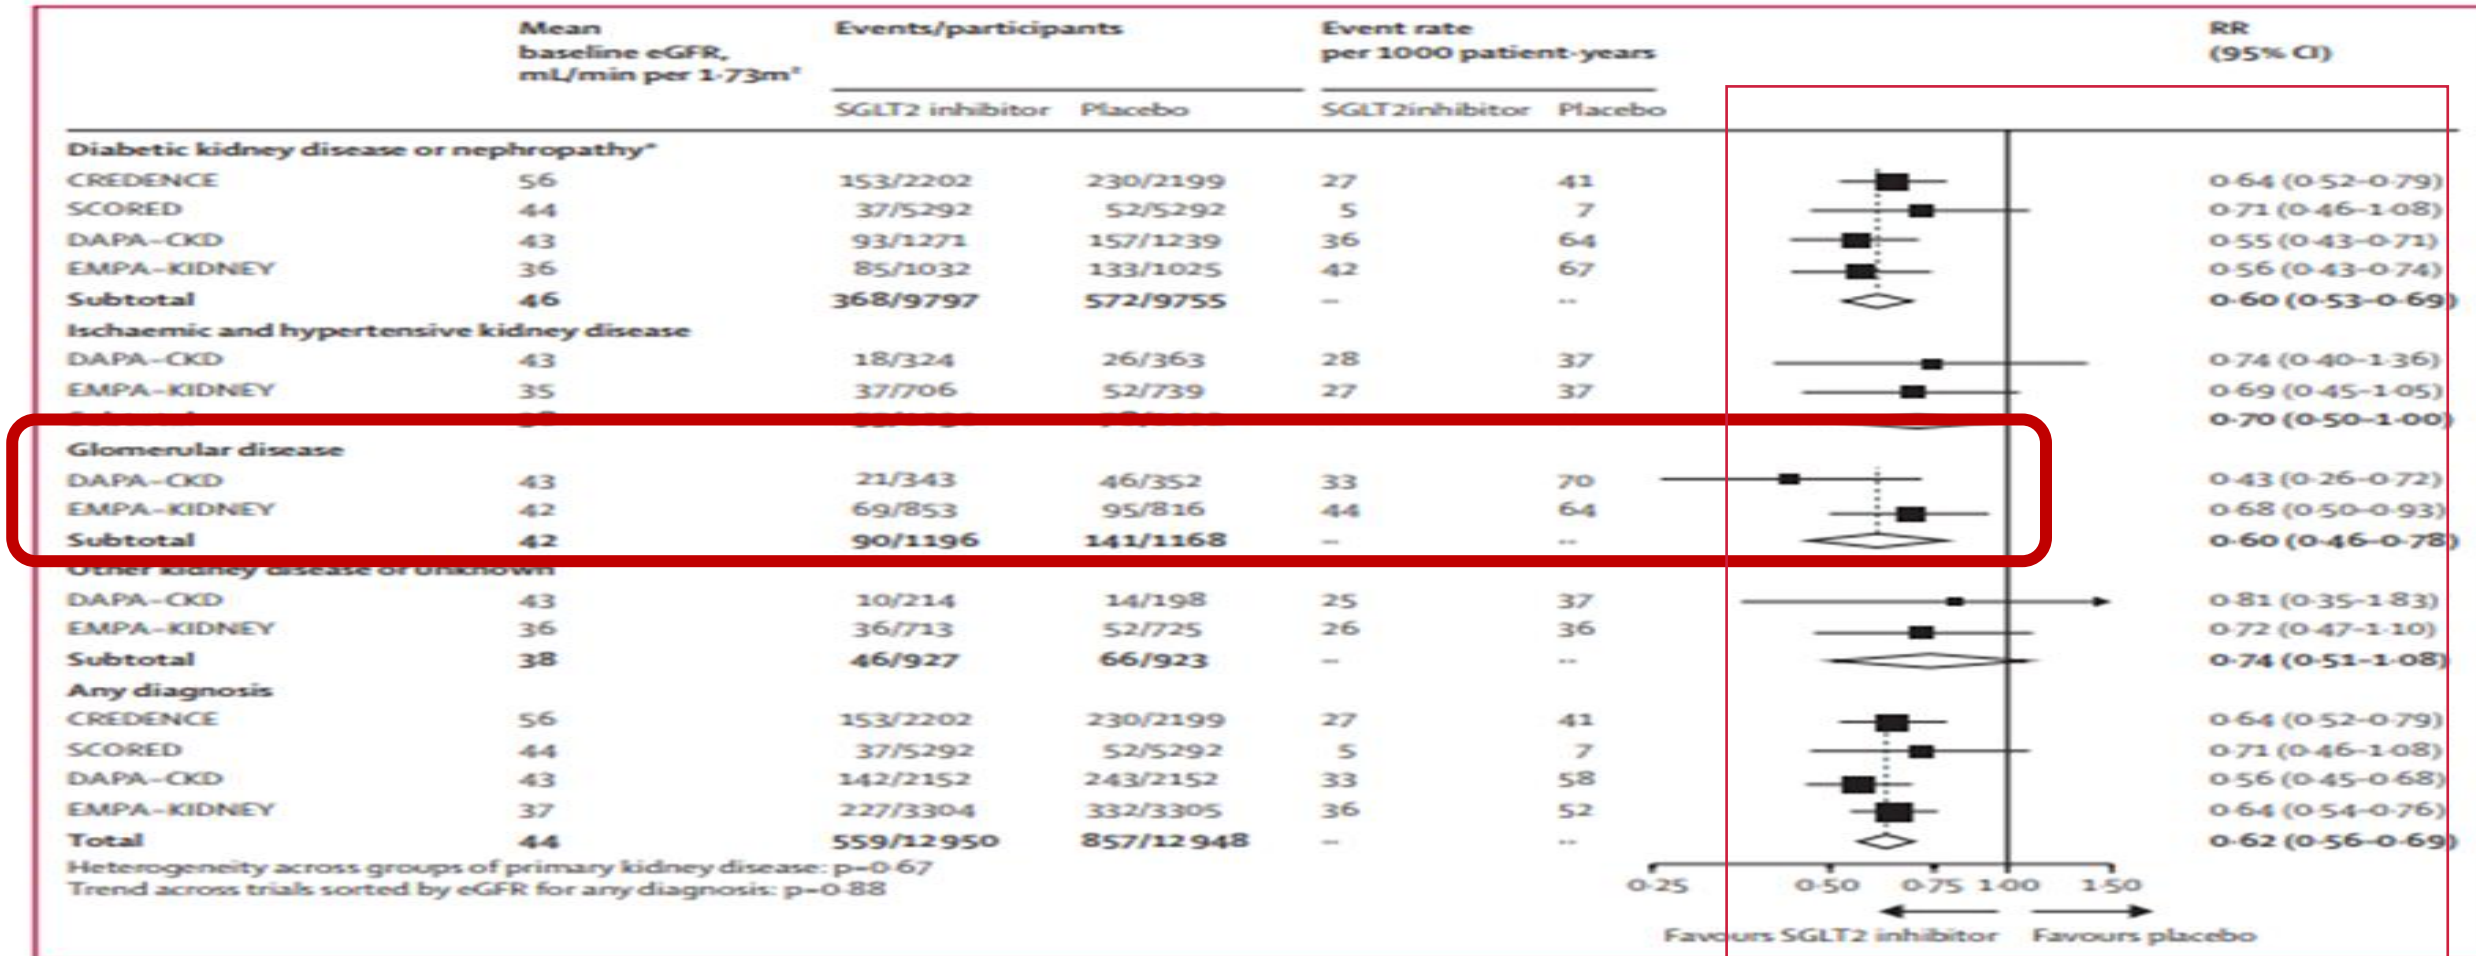 Mean Events/participants Event rate RR
baseline eGFR, per 1000 patient-years (95% CI)
mL/min per 1·73m²
SGLT2 inhibitor Placebo SGLT2inhibitor Placebo
Diabetic kidney disease or nephropathy*
CREDENCE 56 153/2202 230/2199 27 41 0·64 (0·52–0·79)
SCORED 44 37/5292 52/5292 5 7 0·71 (0·46–1·08)
DAPA-CKD 43 93/1271 157/1239 36 64 0·55 (0·43–0·71)
EMPA-KIDNEY 36 85/1032 133/1025 42 67 0·56 (0·43–0·74)
Subtotal 46 368/9797 572/9755 -- -- 0·60 (0·53–0·69)
Ischaemic and hypertensive kidney disease
DAPA-CKD 43 18/324 26/363 28 37 0·74 (0·40–1·36)
EMPA-KIDNEY 35 37/706 52/739 27 37 0·69 (0·45–1·05)
0·70 (0·50–1·00)
Glomerular disease
DAPA-CKD 43 21/343 46/352 33 70 0·43 (0·26–0·72)
EMPA-KIDNEY 42 69/853 95/816 44 64 0·68 (0·50–0·93)
Subtotal 42 90/1196 141/1168 -- -- 0·60 (0·46–0·78)
Other kidney disease or unknown
DAPA-CKD 43 10/214 14/198 25 37 0·81 (0·35–1·83)
EMPA-KIDNEY 36 36/713 52/725 26 36 0·72 (0·47–1·10)
Subtotal 38 46/927 66/923 -- -- 0·74 (0·51–1·08)
Any diagnosis
CREDENCE 56 153/2202 230/2199 27 41 0·64 (0·52–0·79)
SCORED 44 37/5292 52/5292 5 7 0·71 (0·46–1·08)
DAPA-CKD 43 142/2152 243/2152 33 58 0·56 (0·45–0·68)
EMPA-KIDNEY 37 227/3304 332/3305 36 52 0·64 (0·54–0·76)
Total 44 559/12950 857/12948 -- -- 0·62 (0·56–0·69)
Heterogeneity across groups of primary kidney disease: p=0·67
Trend across trials sorted by eGFR for any diagnosis: p=0·88
0·25 0·50 0·75 1·00 1·50
Favours SGLT2 inhibitor Favours placebo